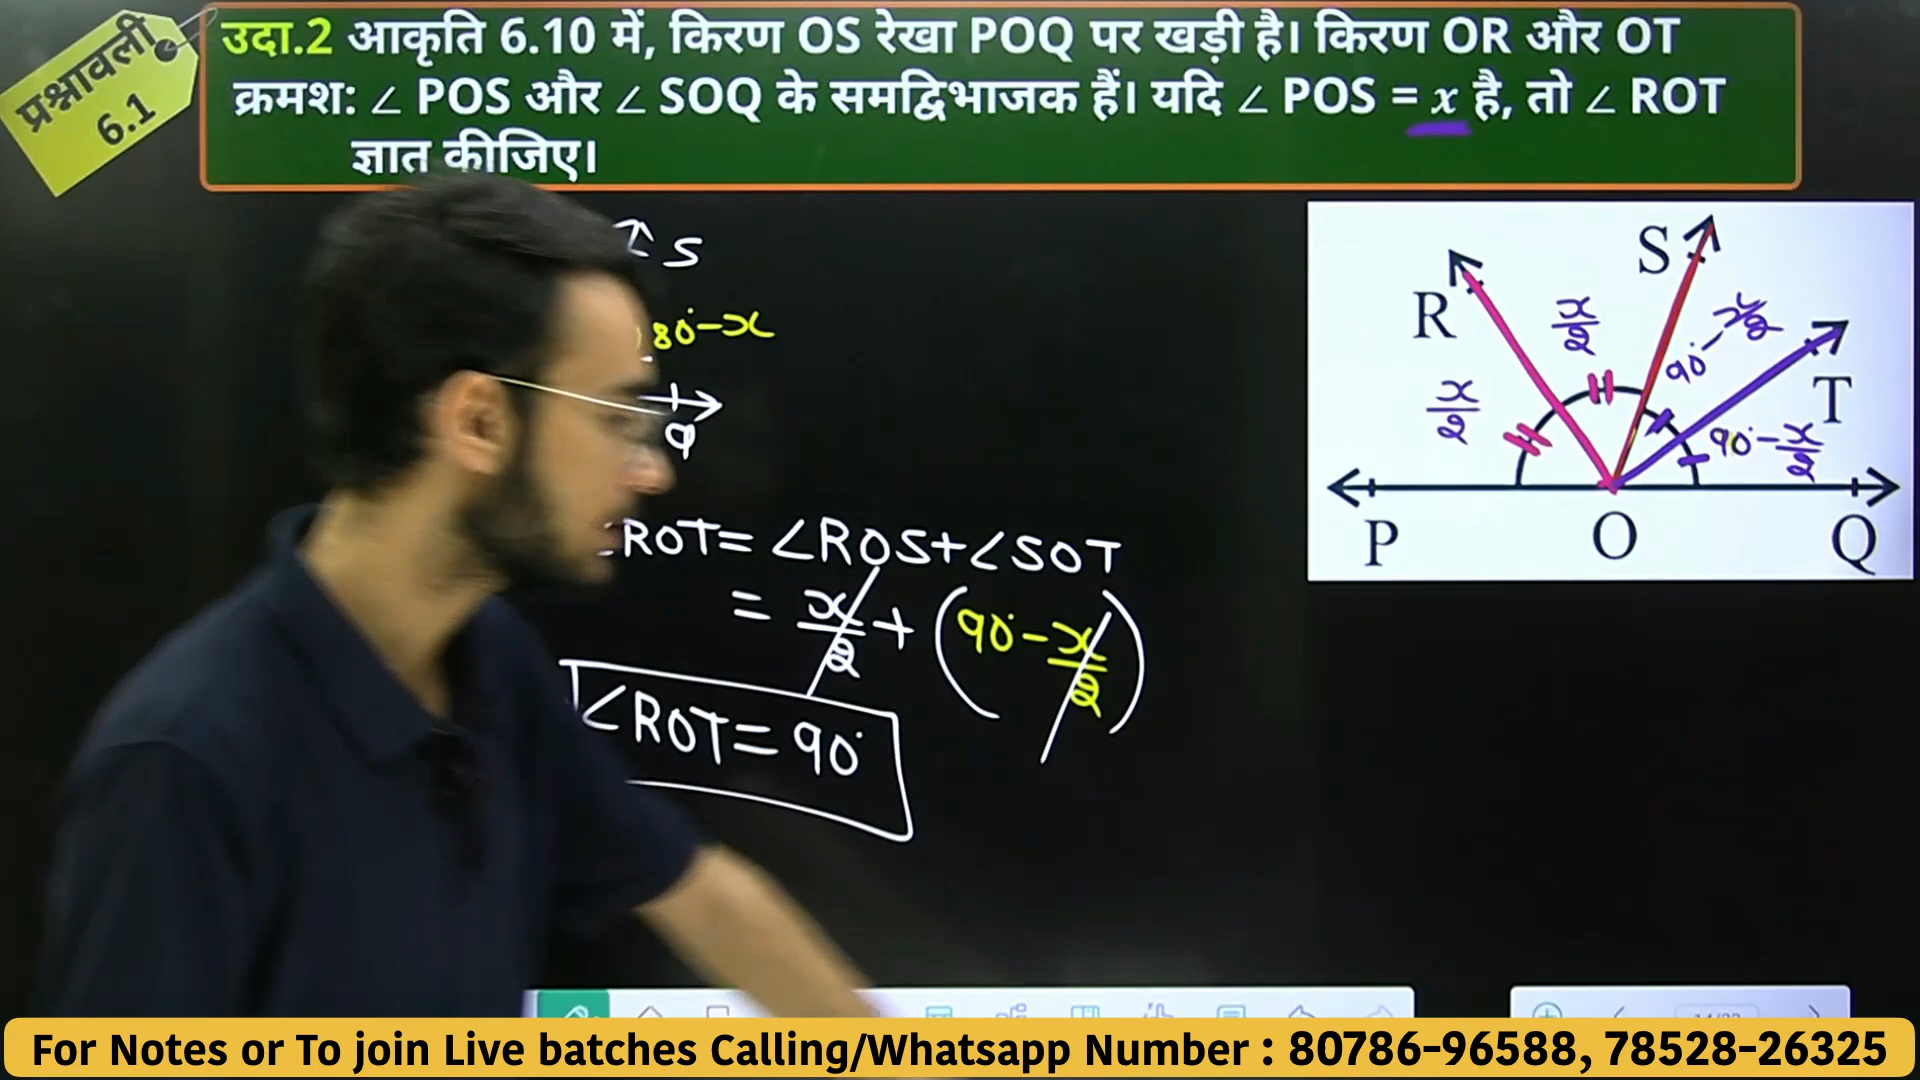 प्रश्नावली
6.1
उदा.2 आकृति 6.10 में, किरण OS रेखा POQ पर खड़ी है। किरण OR और OT
क्रमश: ∠ POS और ∠ SOQ के समद्विभाजक हैं। यदि ∠ POS = x है, तो ∠ ROT
ज्ञात कीजिए।
S
80°-x
Q
ROT = ∠ROS+∠SOT
= x/2 + (90°-x/2)
∠ROT = 90°
R
S
T
x/2
x/2
90°-x/2
90°-x/2
P
O
Q
For Notes or To join Live batches Calling/Whatsapp Number : 80786-96588, 78528-26325